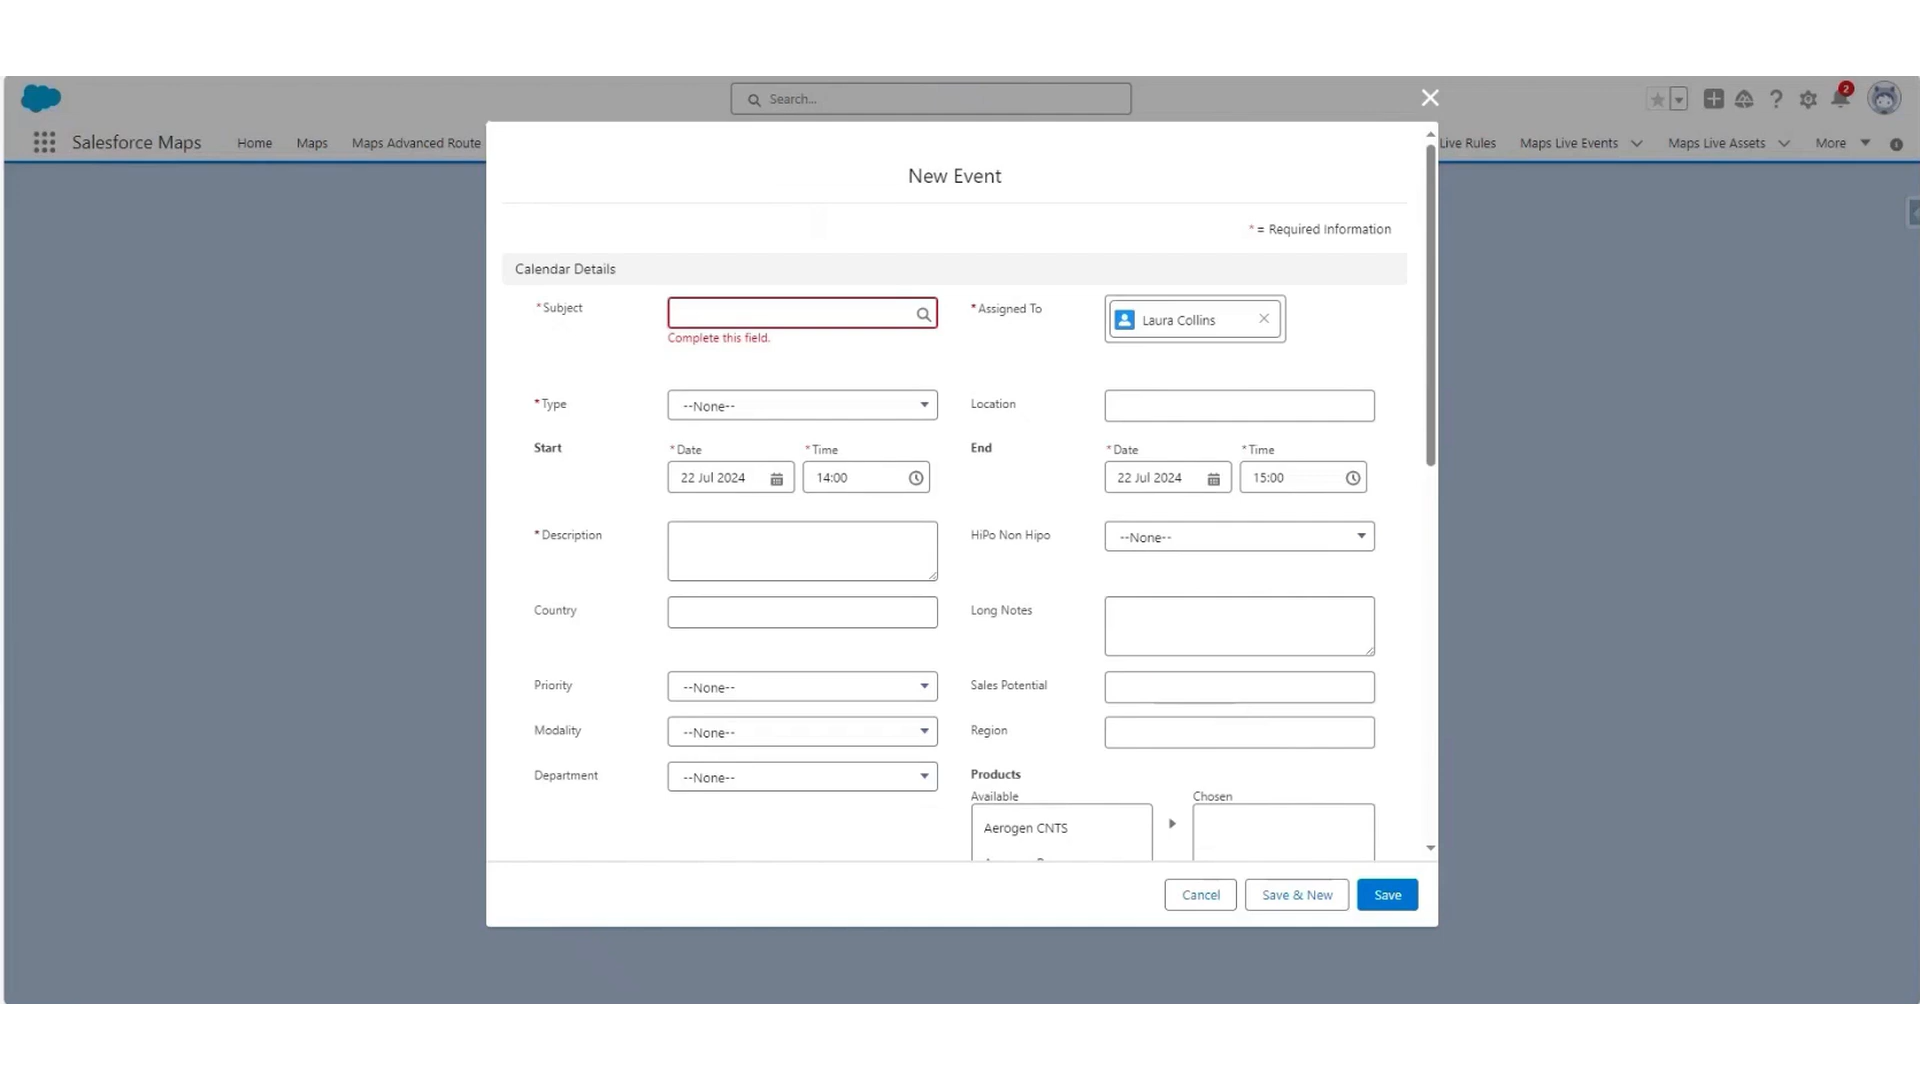 Search...
2
Salesforce Maps
Home
Maps
Maps Advanced Route
Live Rules
Maps Live Events
Maps Live Assets
More
New Event
* = Required Information
Calendar Details
*Subject
Complete this field.
*Assigned To
Laura Collins
*Type
--None--
Location
Start
*Date
*Time
22 Jul 2024
14:00
End
*Date
*Time
22 Jul 2024
15:00
*Description
HiPo Non Hipo
--None--
Country
Long Notes
Priority
--None--
Sales Potential
Modality
--None--
Region
Department
--None--
Products
Available
Chosen
Aerogen CNTS
Cancel
Save & New
Save